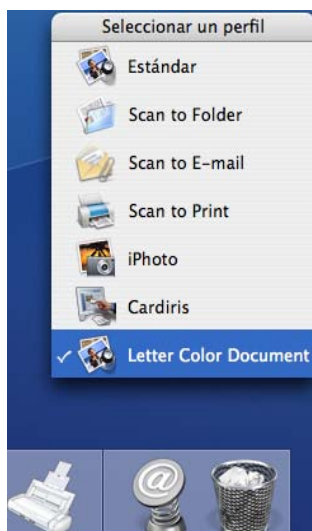 Seleccionar un perfil
Estándar
Scan to Folder
Scan to E-mail
Scan to Print
iPhoto
Cardiris
Letter Color Document